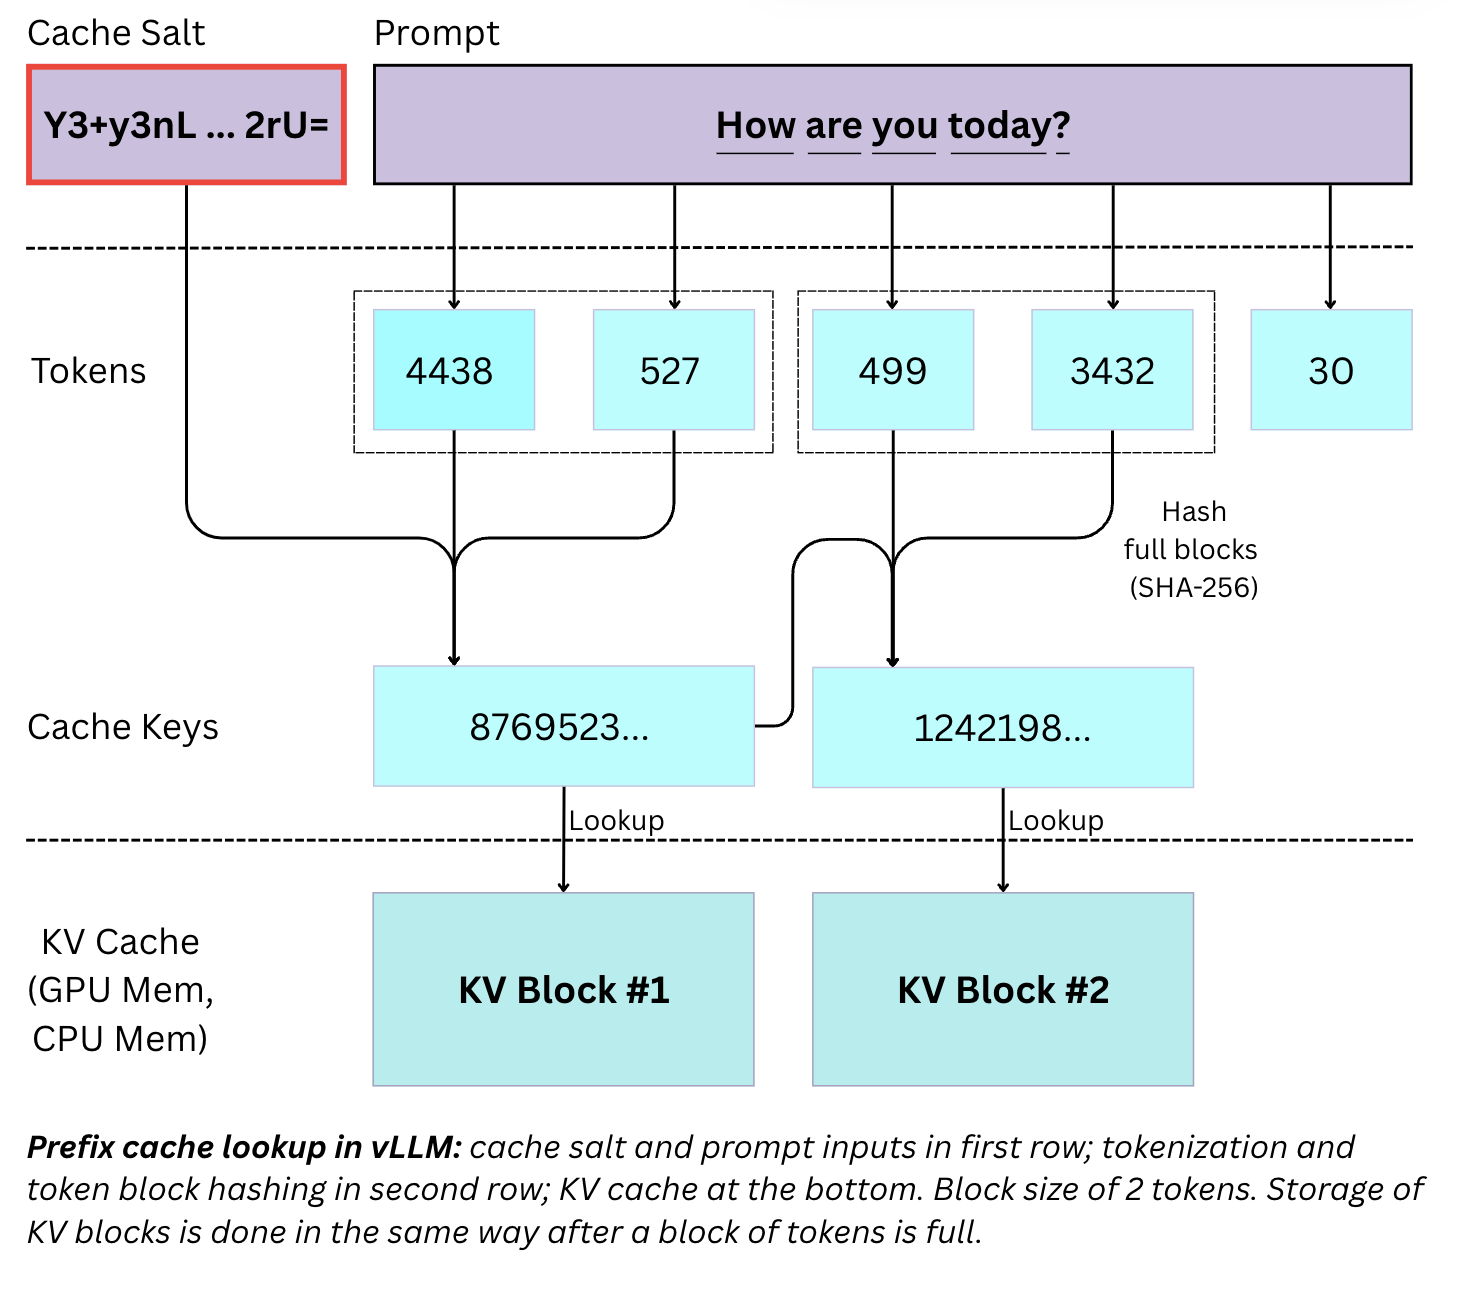 Cache Salt
Prompt
Y3+y3nL ... 2rU=
How are you today?
Tokens
4438
527
499
3432
30
Hash
full blocks
(SHA-256)
Cache Keys
8769523...
1242198...
Lookup
Lookup
KV Cache
(GPU Mem,
CPU Mem)
KV Block #1
KV Block #2
Prefix cache lookup in vLLM: cache salt and prompt inputs in first row; tokenization and
token block hashing in second row; KV cache at the bottom. Block size of 2 tokens. Storage of
KV blocks is done in the same way after a block of tokens is full.